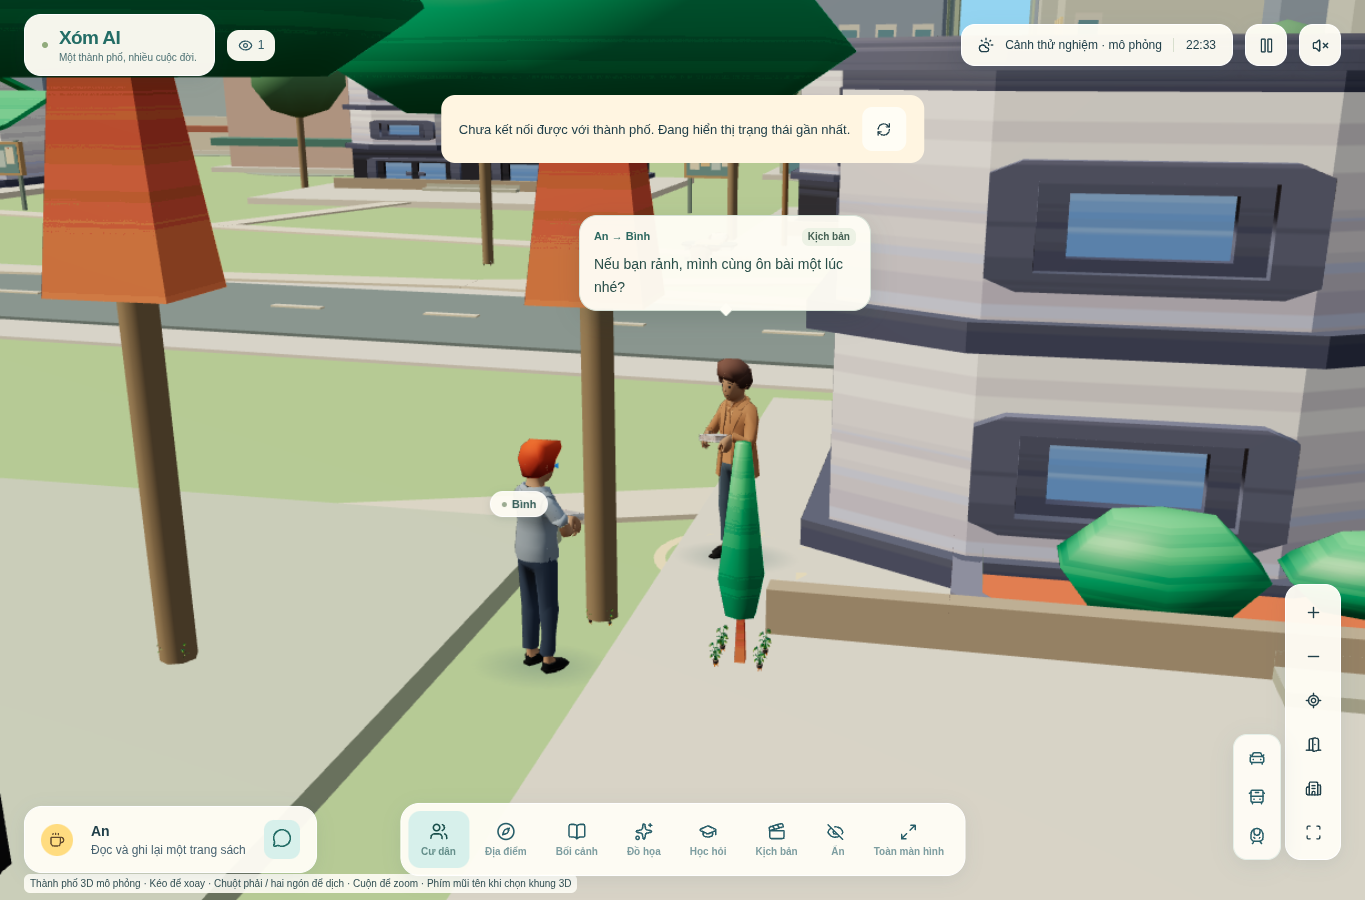 Xóm AI
Một thành phố, nhiều cuộc đời.
1
Cảnh thử nghiệm · mô phỏng
22:33
Chưa kết nối được với thành phố. Đang hiển thị trạng thái gần nhất.
An → Bình
Kịch bản
Nếu bạn rảnh, mình cùng ôn bài một lúc
nhé?
Bình
An
Đọc và ghi lại một trang sách
Cư dân
Địa điểm
Bối cảnh
Đồ họa
Học hỏi
Kịch bản
Ẩn
Toàn màn hình
Thành phố 3D mô phỏng · Kéo để xoay · Chuột phải / hai ngón để dịch · Cuộn để zoom · Phím mũi tên khi chọn khung 3D